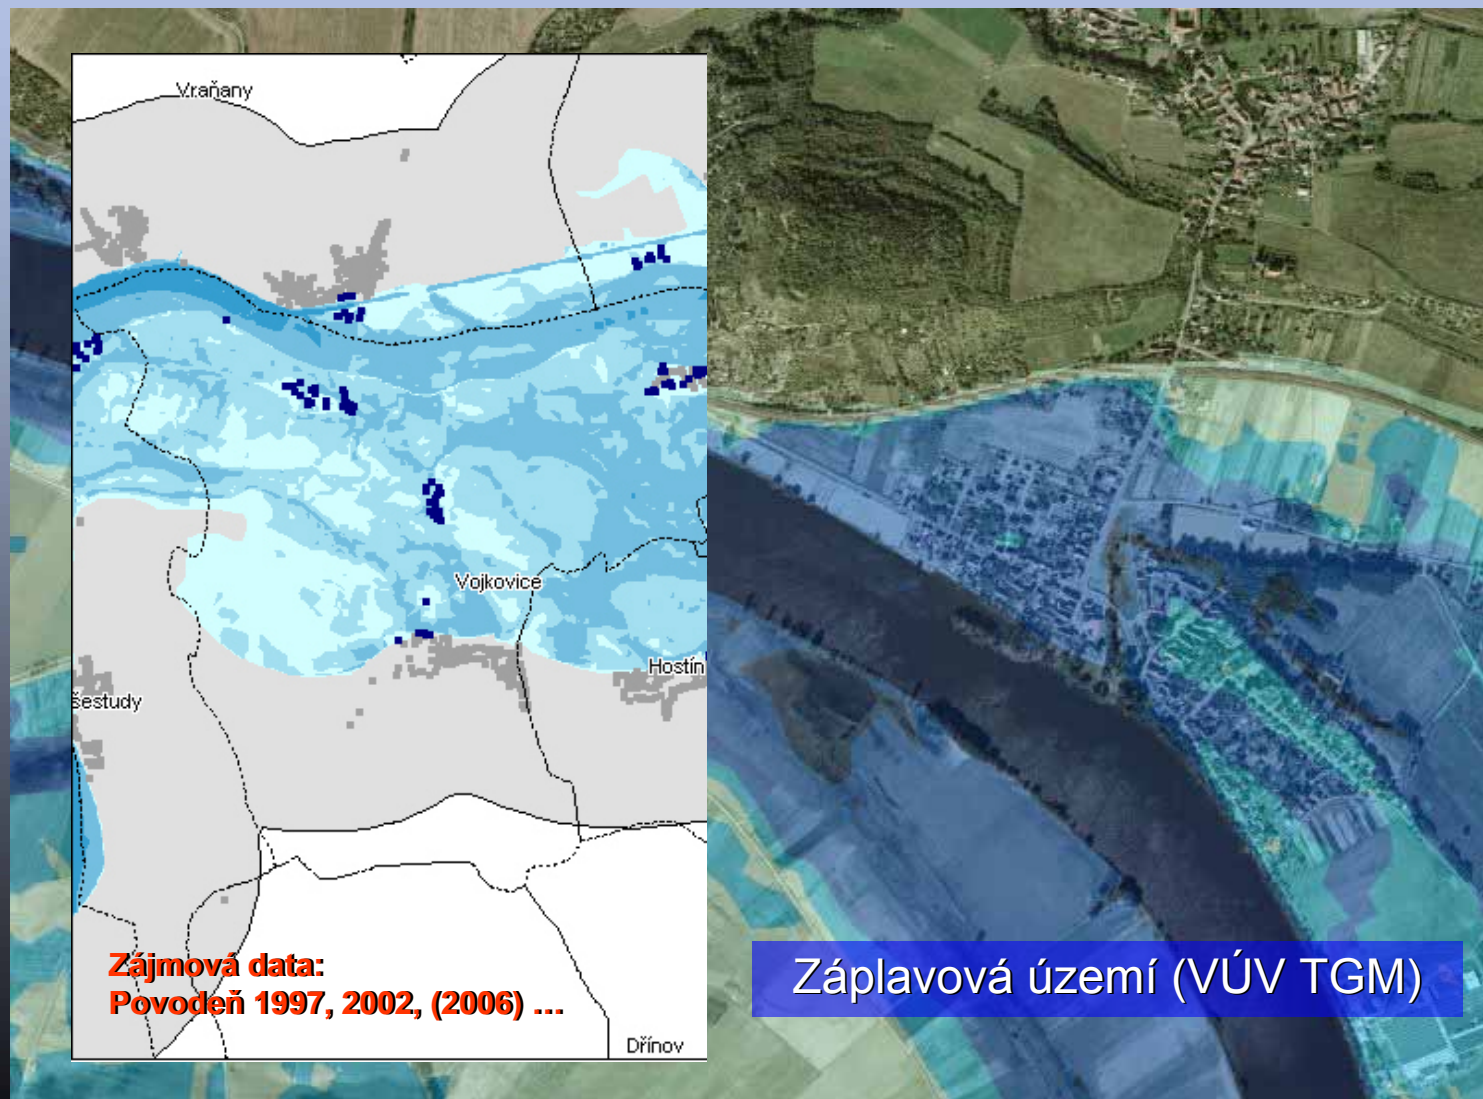 Vraňany
Vojkovice
Hostín
šestudy
Zájmová data:
Povodeň 1997, 2002, (2006) ...
Dřínov
Záplavová území (VÚV TGM)